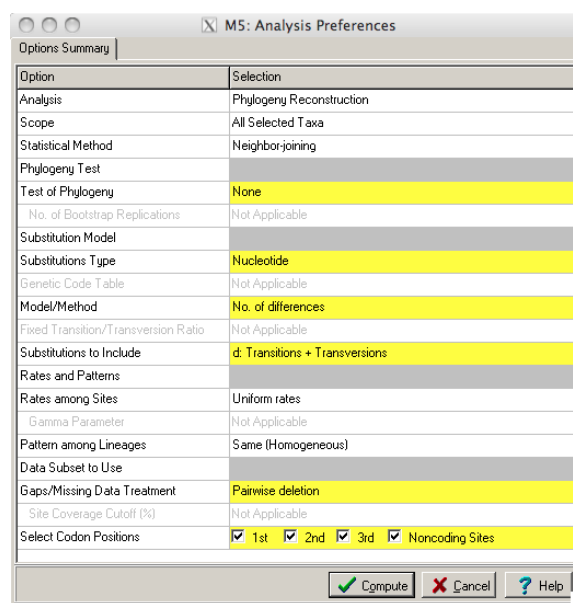 M5: Analysis Preferences
Options Summary
Option Selection
Analysis Phylogeny Reconstruction
Scope All Selected Taxa
Statistical Method Neighbor-joining
Phylogeny Test
Test of Phylogeny None
No. of Bootstrap Replications Not Applicable
Substitution Model
Substitutions Type Nucleotide
Genetic Code Table Not Applicable
Model/Method No. of differences
Fixed Transition/Transversion Ratio Not Applicable
Substitutions to Include d: Transitions + Transversions
Rates and Patterns
Rates among Sites Uniform rates
Gamma Parameter Not Applicable
Pattern among Lineages Same (Homogeneous)
Data Subset to Use
Gaps/Missing Data Treatment Pairwise deletion
Site Coverage Cutoff (%) Not Applicable
Select Codon Positions 1st 2nd 3rd Noncoding Sites
Compute Cancel Help